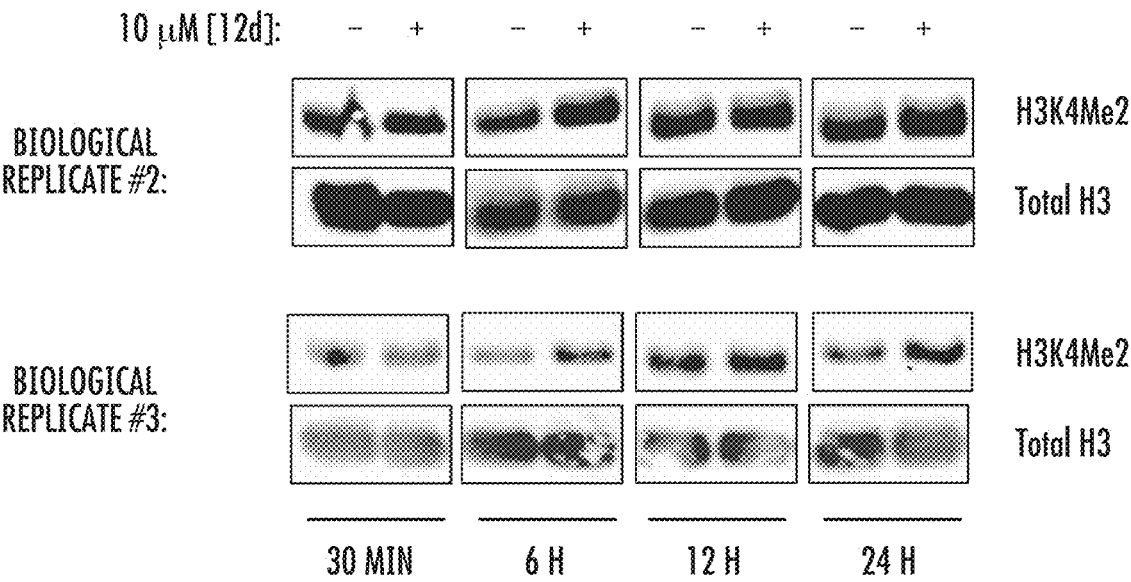 10 μM [12d]: − + − + − + − +
BIOLOGICAL
REPLICATE #2:
H3K4Me2
Total H3
BIOLOGICAL
REPLICATE #3:
H3K4Me2
Total H3
30 MIN 6 H 12 H 24 H